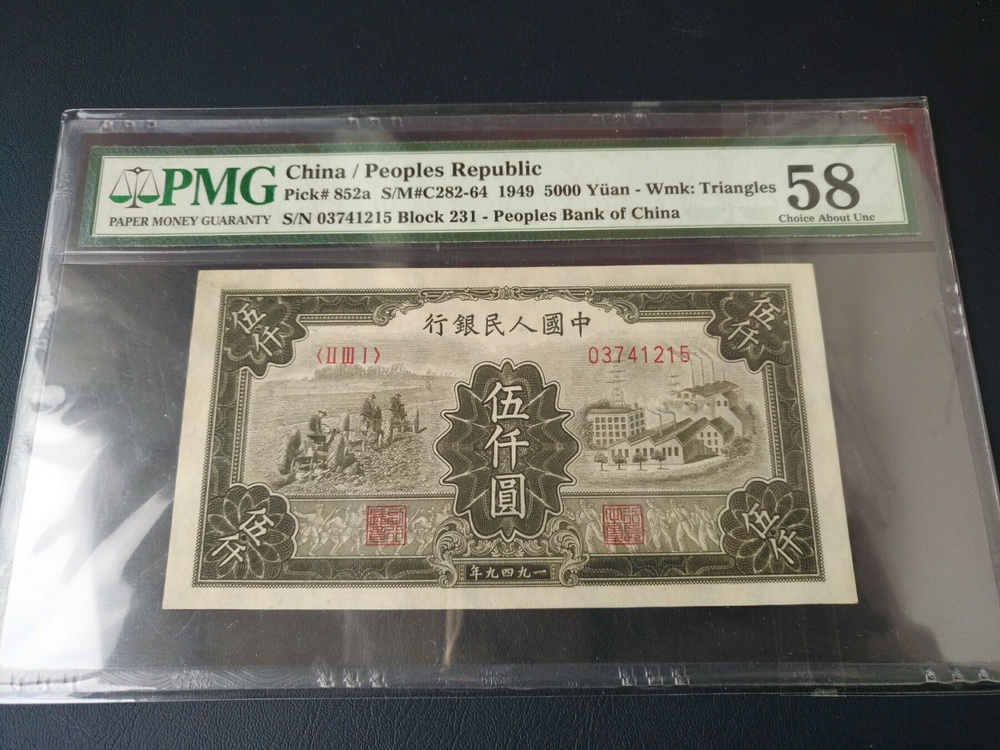 PMG
PAPER MONEY GUARANTY
China / Peoples Republic
Pick# 852a S/M#C282-64 1949 5000 Yüan - Wmk: Triangles
S/N 03741215 Block 231 - Peoples Bank of China
58
Choice About Unc
伍仟
伍仟
行銀民人國中
〈II III I〉
03741215
伍仟圓
伍仟
伍仟
年九四九一